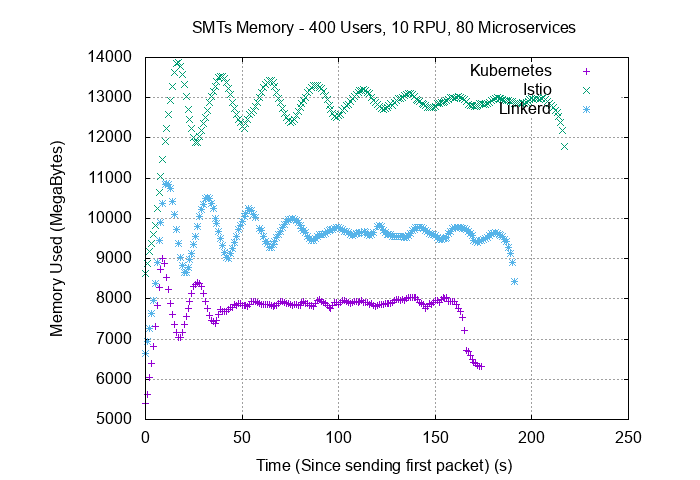 SMTs Memory - 400 Users, 10 RPU, 80 Microservices
14000
13000
12000
11000
10000
9000
8000
7000
6000
5000
Memory Used (MegaBytes)
Kubernetes
Istio
Linkerd
0 50 100 150 200 250
Time (Since sending first packet) (s)